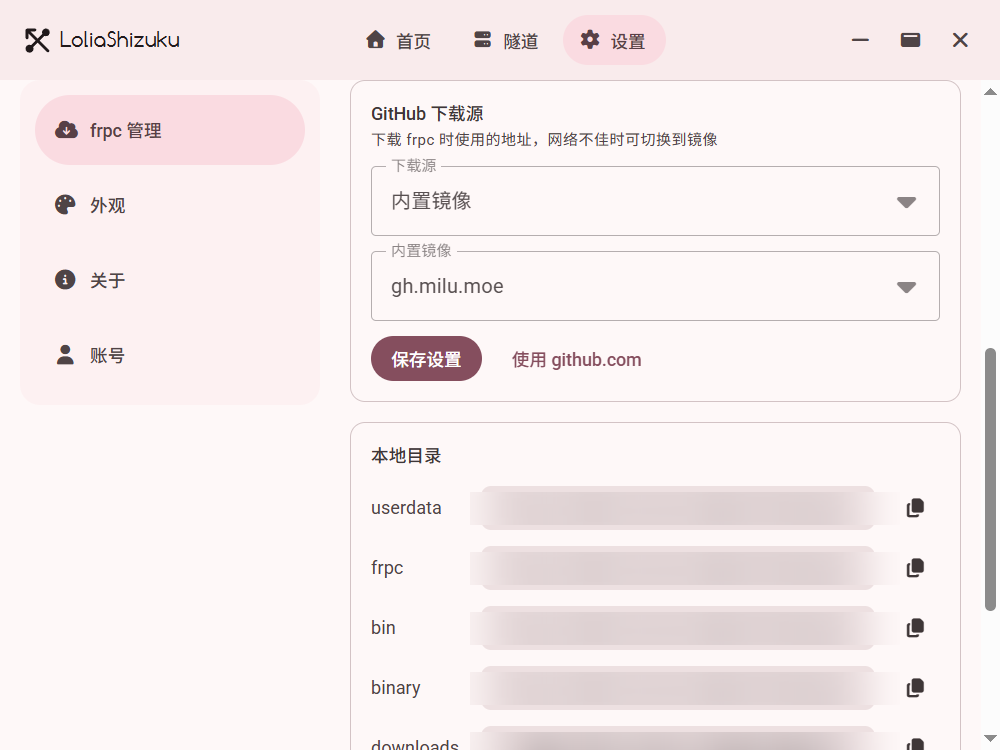 LoliaShizuku
首页
隧道
设置
frpc 管理
外观
关于
账号
GitHub 下载源
下载 frpc 时使用的地址，网络不佳时可切换到镜像
下载源
内置镜像
内置镜像
gh.milu.moe
保存设置
使用 github.com
本地目录
userdata
frpc
bin
binary
downloads